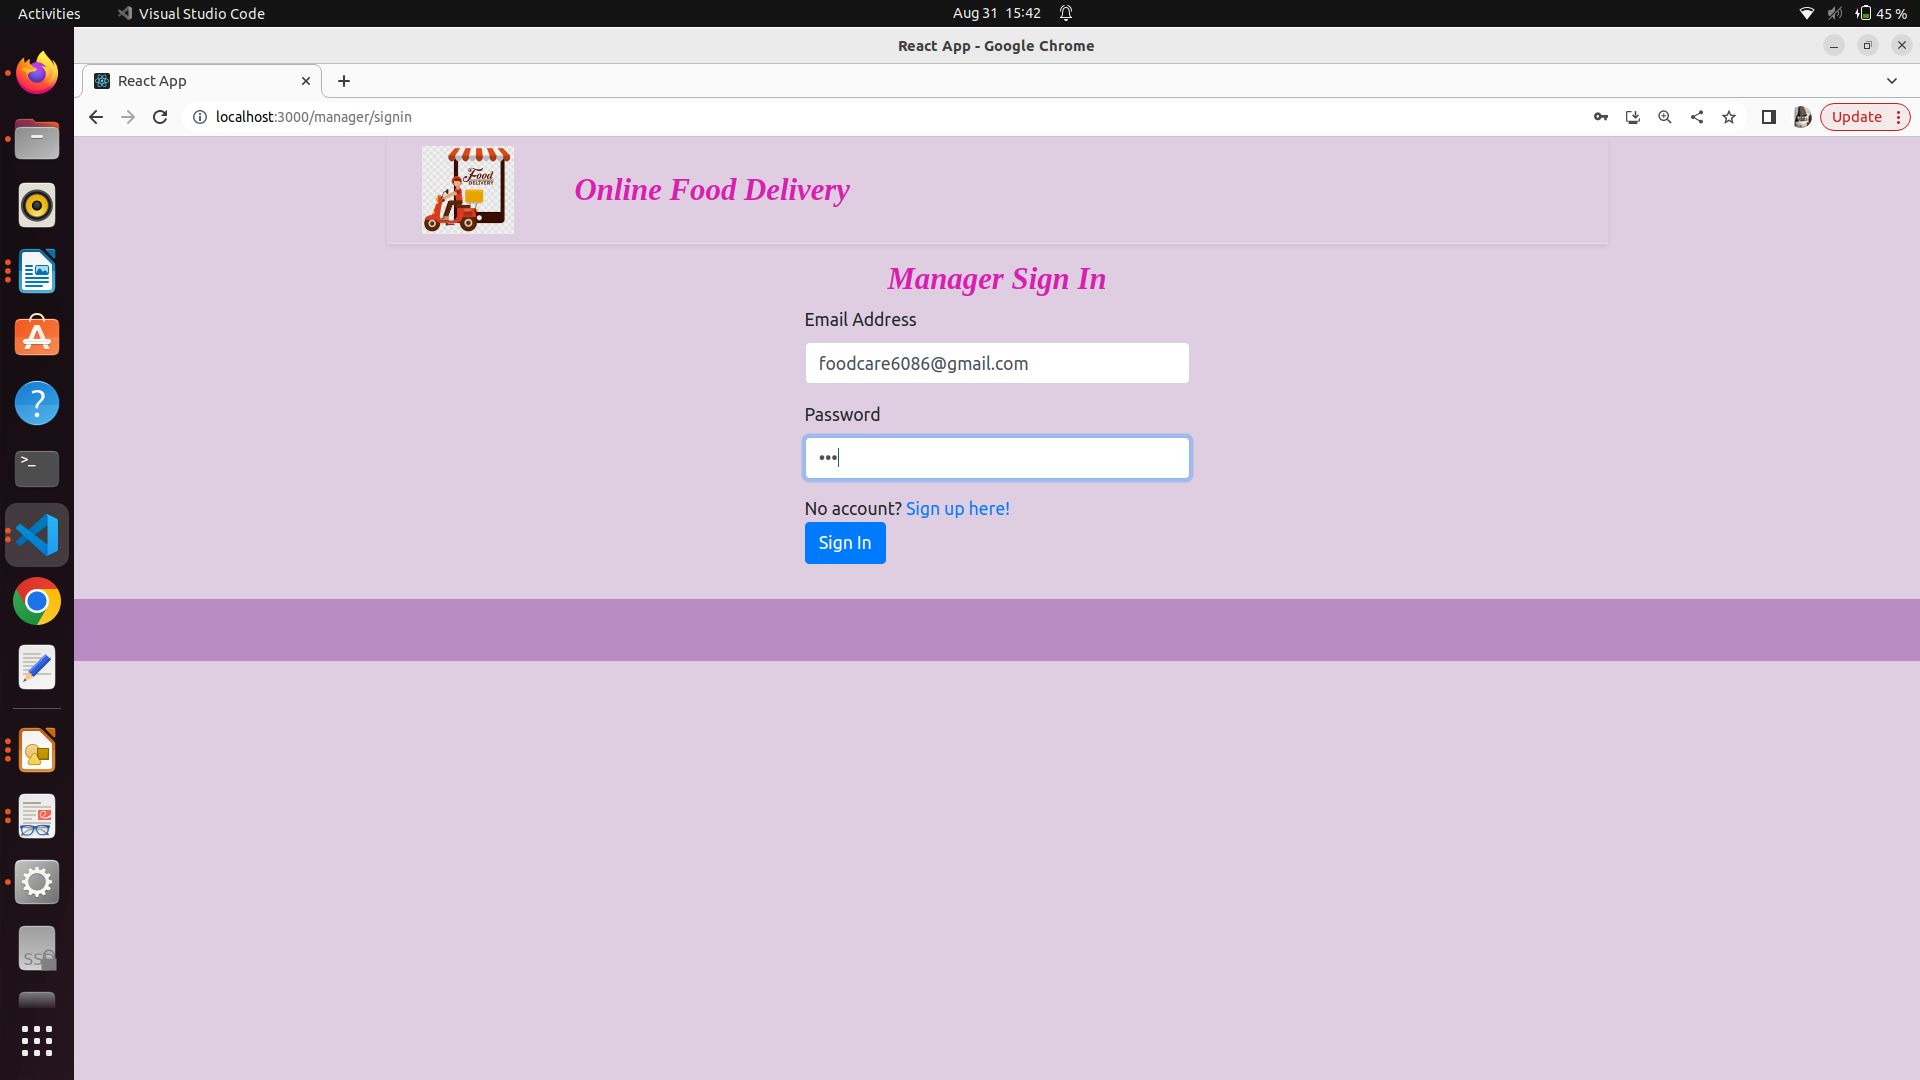 Activities
Visual Studio Code
Aug 31 15:42
45 %
React App - Google Chrome
React App
localhost:3000/manager/signin
Update
Food
DELIVERY
Online Food Delivery
Manager Sign In
Email Address
foodcare6086@gmail.com
Password
•••
No account? Sign up here!
Sign In
>_
?
SS